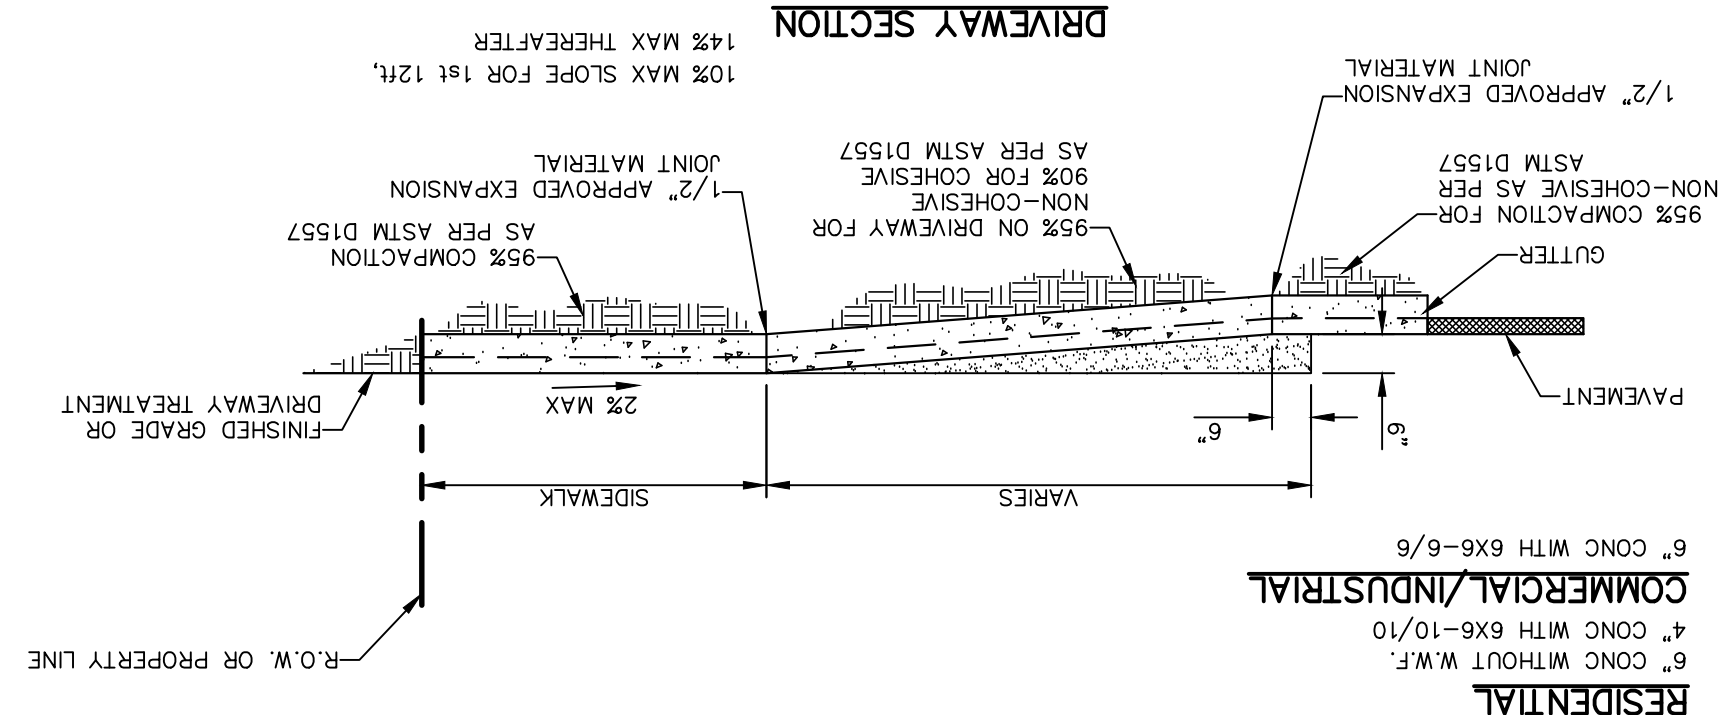 RESIDENTIAL
6" CONC WITHOUT W.W.F.
4" CONC WITH 6X6-10/10
COMMERCIAL/INDUSTRIAL
6" CONC WITH 6X6-6/6
R.O.W. OR PROPERTY LINE
VARIES
SIDEWALK
6"
6"
PAVEMENT
2% MAX
FINISHED GRADE OR
DRIVEWAY TREATMENT
GUTTER
95% COMPACTION FOR
NON-COHESIVE AS PER
ASTM D1557
1/2" APPROVED EXPANSION
JOINT MATERIAL
95% ON DRIVEWAY FOR
NON-COHESIVE
90% FOR COHESIVE
AS PER ASTM D1557
1/2" APPROVED EXPANSION
JOINT MATERIAL
95% COMPACTION
AS PER ASTM D1557
10% MAX SLOPE FOR 1st 12ft,
14% MAX THEREAFTER
DRIVEWAY SECTION